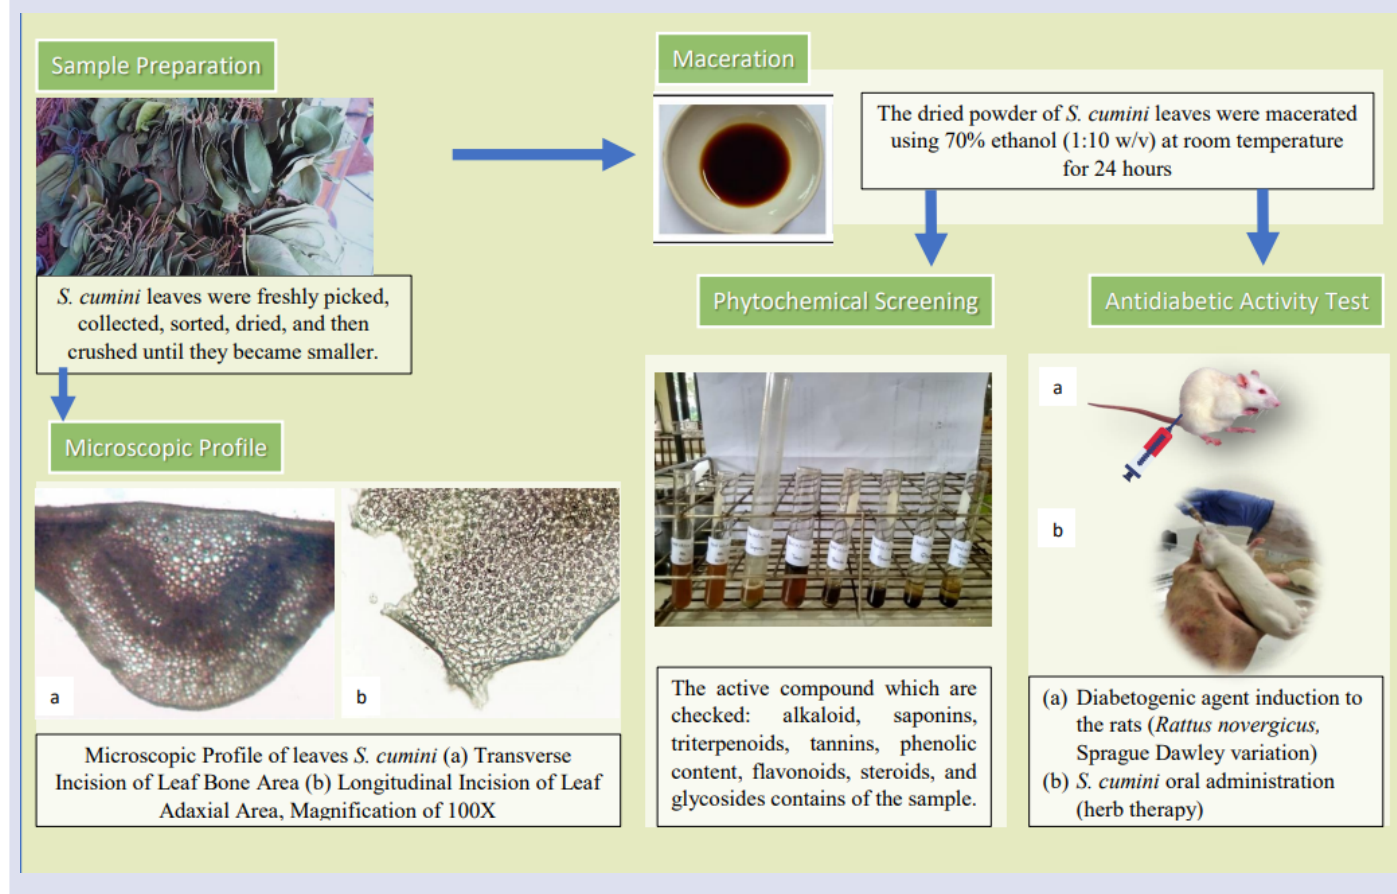 Sample Preparation
S. cumini leaves were freshly picked,
collected, sorted, dried, and then
crushed until they became smaller.
Microscopic Profile
a
b
Microscopic Profile of leaves S. cumini (a) Transverse
Incision of Leaf Bone Area (b) Longitudinal Incision of Leaf
Adaxial Area, Magnification of 100X
Maceration
The dried powder of S. cumini leaves were macerated
using 70% ethanol (1:10 w/v) at room temperature
for 24 hours
Phytochemical Screening
The active compound which are
checked: alkaloid, saponins,
triterpenoids, tannins, phenolic
content, flavonoids, steroids, and
glycosides contains of the sample.
Antidiabetic Activity Test
a
b
(a) Diabetogenic agent induction to
the rats (Rattus novergicus,
Sprague Dawley variation)
(b) S. cumini oral administration
(herb therapy)